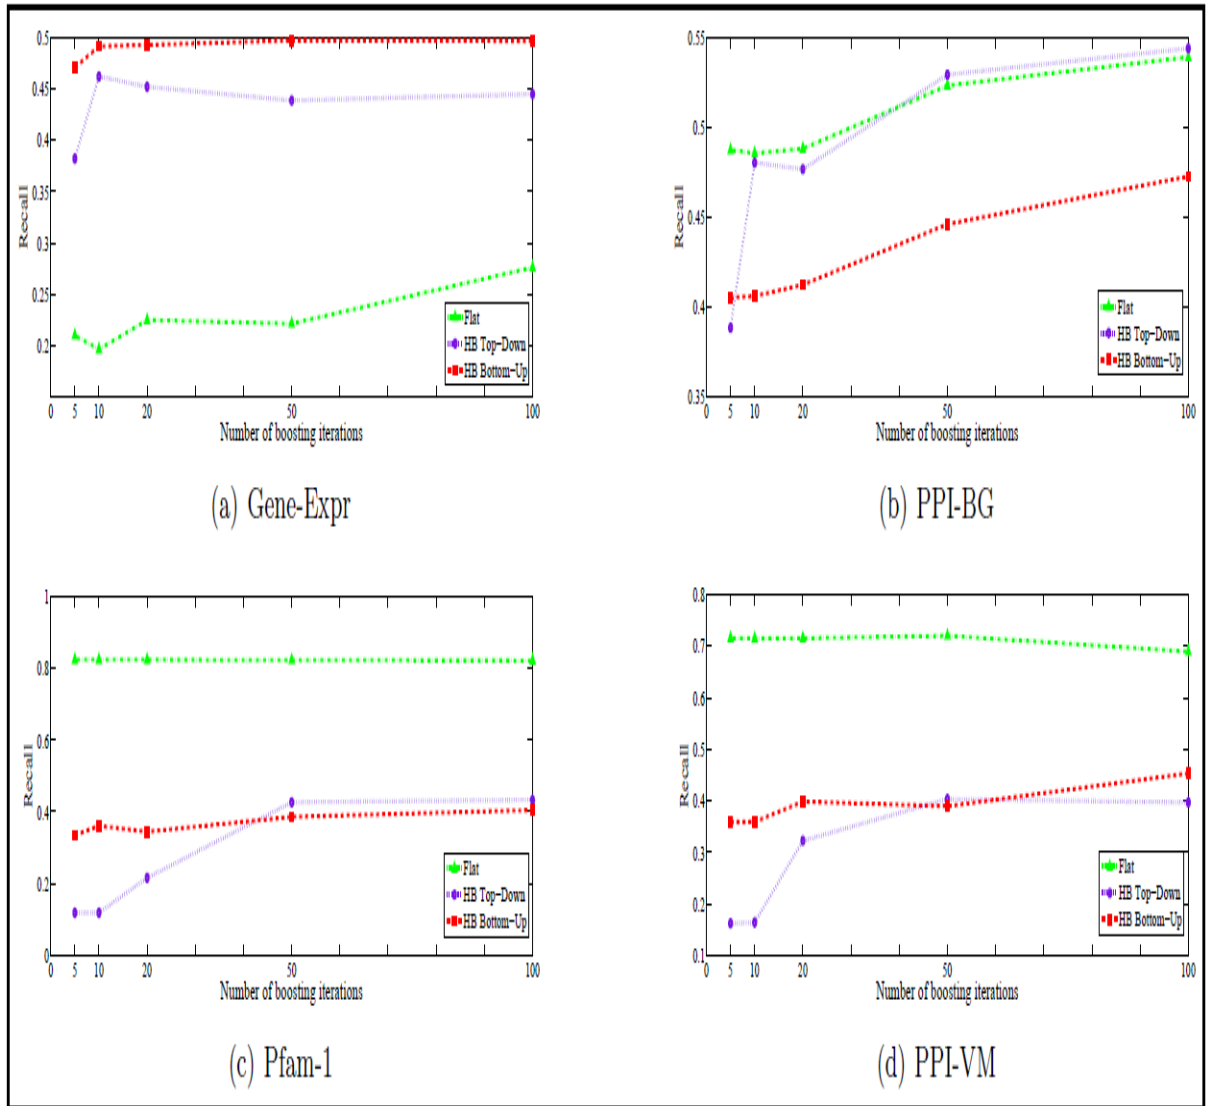 0.5
0.45
0.4
0.35
0.3
0.25
0.2
Recall
Flat
HB Top-Down
HB Bottom-Up
0 5 10 20 50 100
Number of boosting iterations
(a) Gene-Expr
0.55
0.5
0.45
0.4
0.35
Recall
Flat
HB Top-Down
HB Bottom-Up
0 5 10 20 50 100
Number of boosting iterations
(b) PPI-BG
1
0.8
0.6
0.4
0.2
0
Recall
Flat
HB Top-Down
HB Bottom-Up
0 5 10 20 50 100
Number of boosting iterations
(c) Pfam-1
0.8
0.7
0.6
0.5
0.4
0.3
0.2
0.1
Recall
Flat
HB Top-Down
HB Bottom-Up
0 5 10 20 50 100
Number of boosting iterations
(d) PPI-VM